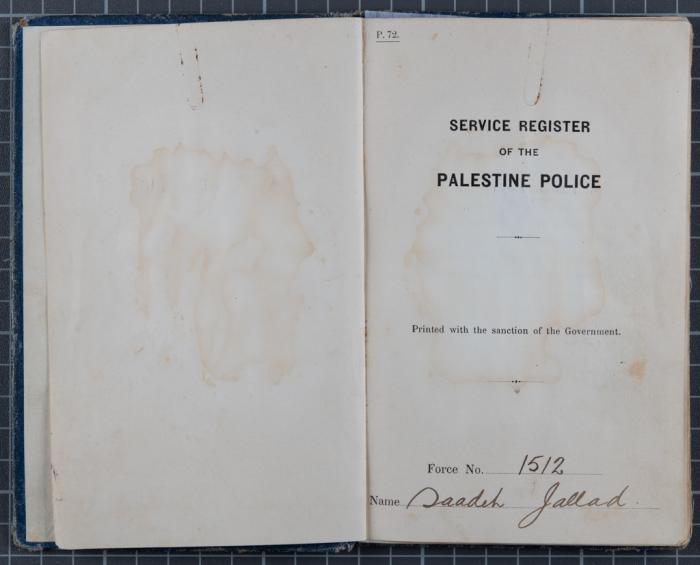 P. 72.
SERVICE REGISTER
OF THE
PALESTINE POLICE
Printed with the sanction of the Government.
Force No. 1512
Name Saadeh Jallad